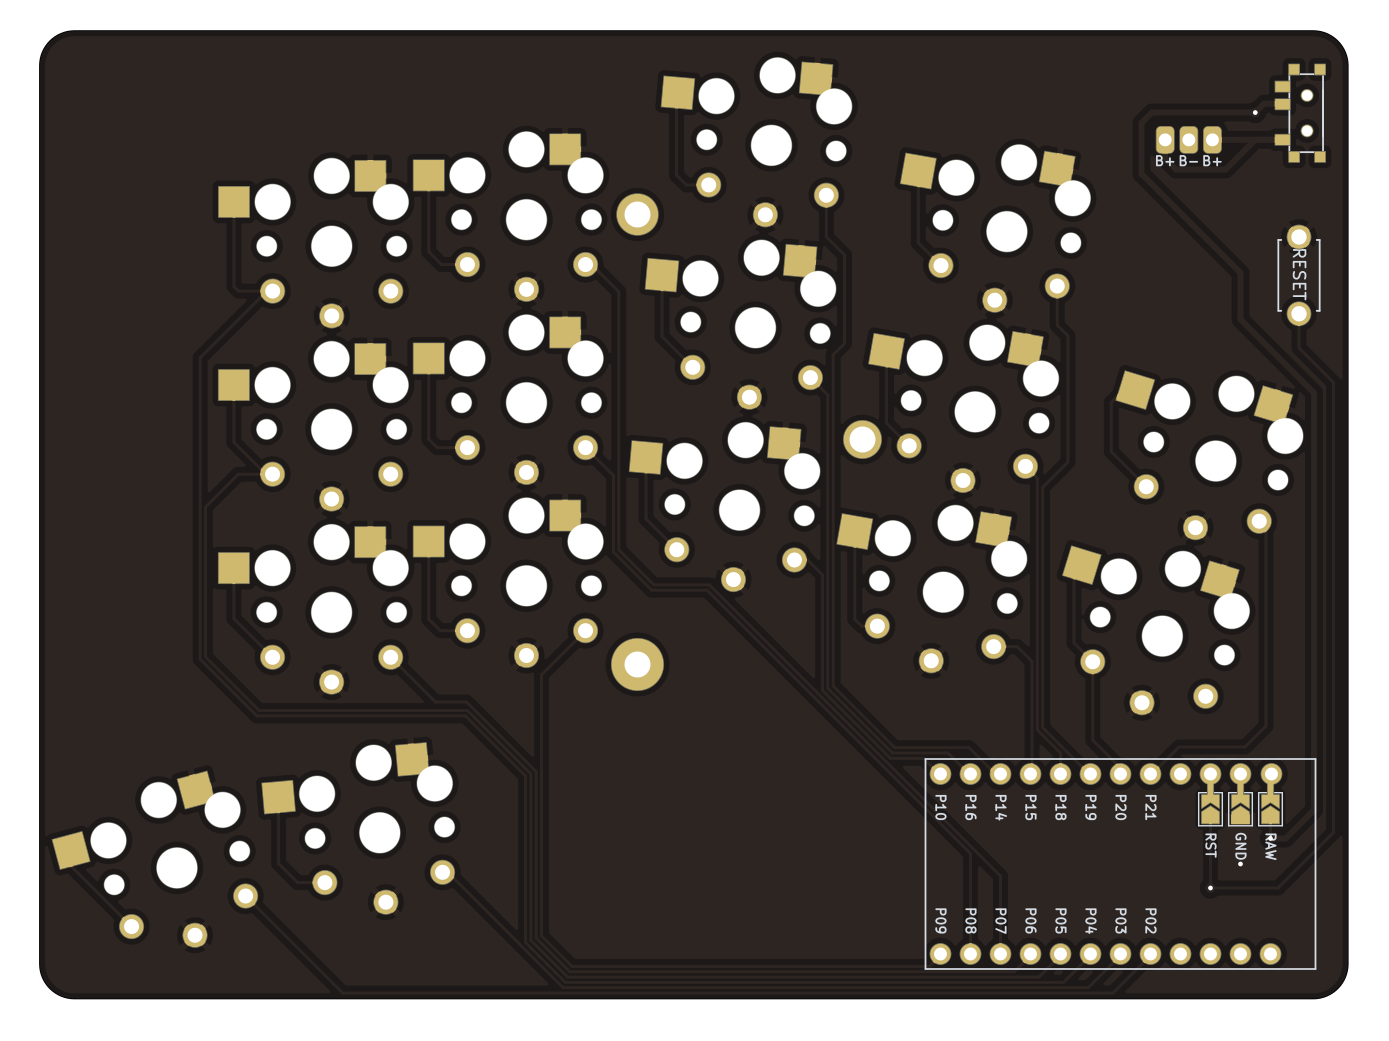 B+ B- B+
RESET
P10 P16 P14 P15 P18 P19 P20 P21 RST GND RAW
P09 P08 P07 P06 P05 P04 P03 P02